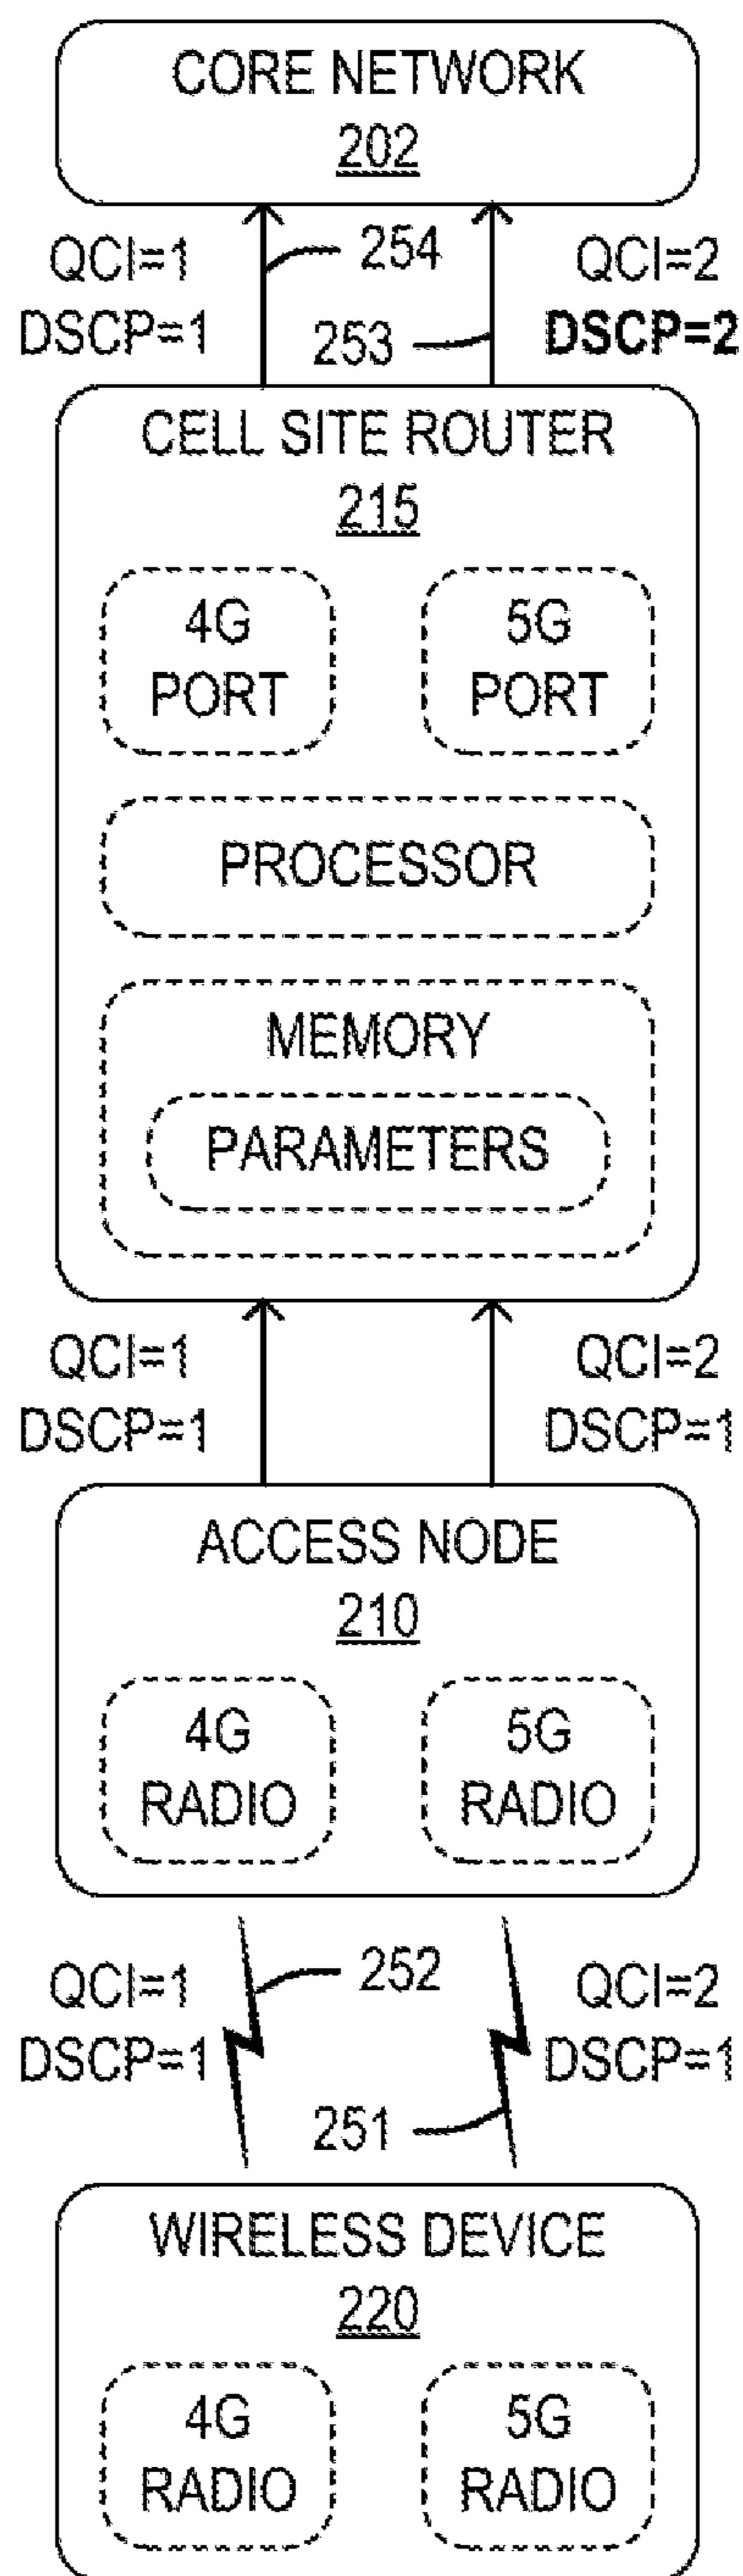 CORE NETWORK
202
QCI=1
254
QCI=2
DSCP=1
253
DSCP=2
CELL SITE ROUTER
215
4G
PORT
5G
PORT
PROCESSOR
MEMORY
PARAMETERS
QCI=1
QCI=2
DSCP=1
DSCP=1
ACCESS NODE
210
4G
RADIO
5G
RADIO
QCI=1
252
QCI=2
DSCP=1
DSCP=1
251
WIRELESS DEVICE
220
4G
RADIO
5G
RADIO